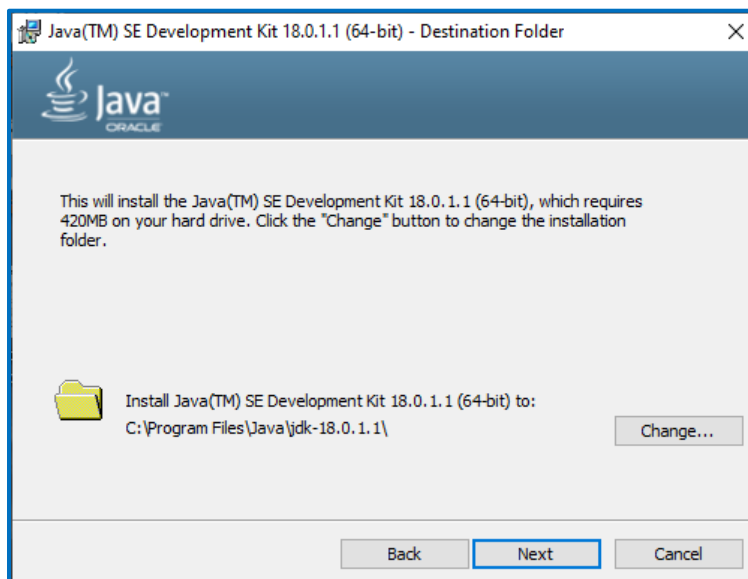 Java(TM) SE Development Kit 18.0.1.1 (64-bit) - Destination Folder
Java™
ORACLE
This will install the Java(TM) SE Development Kit 18.0.1.1 (64-bit), which requires
420MB on your hard drive. Click the "Change" button to change the installation
folder.
Install Java(TM) SE Development Kit 18.0.1.1 (64-bit) to:
C:\Program Files\Java\jdk-18.0.1.1\
Change...
Back
Next
Cancel